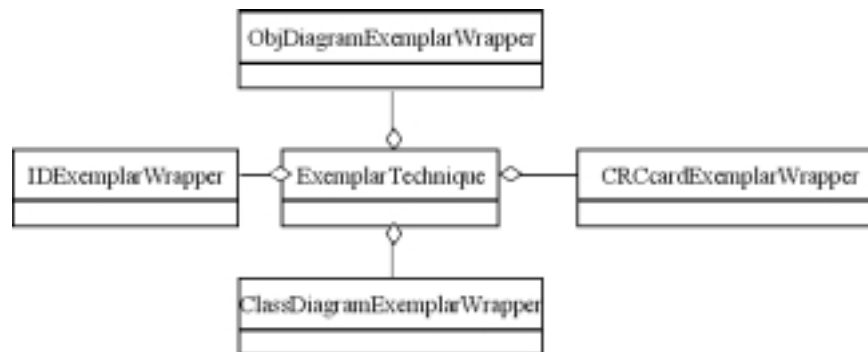 ObjDiagramExemplarWrapper
IDExemplarWrapper
ExemplarTechnique
CRCcardExemplarWrapper
ClassDiagramExemplarWrapper